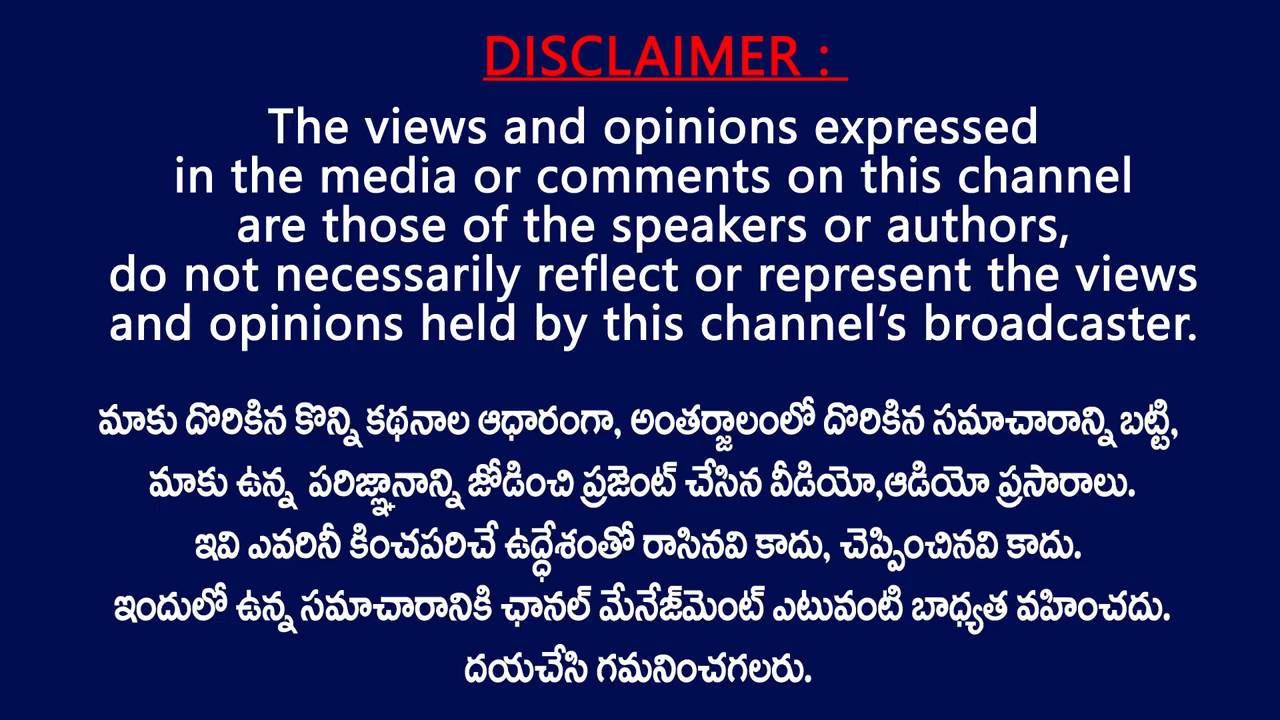 DISCLAIMER :
The views and opinions expressed
in the media or comments on this channel
are those of the speakers or authors,
do not necessarily reflect or represent the views
and opinions held by this channel’s broadcaster.
మాకు దొరికిన కొన్ని కథనాల ఆధారంగా, అంతర్జాలంలో దొరికిన సమాచారాన్ని బట్టి,
మాకు ఉన్న పరిజ్ఞానాన్ని జోడించి ప్రజెంట్ చేసిన వీడియో,ఆడియో ప్రసారాలు.
ఇవి ఎవరినీ కించపరిచే ఉద్ధేశంతో రాసినవి కాదు, చెప్పించినవి కాదు.
ఇందులో ఉన్న సమాచారానికి ఛానల్ మేనేజ్‌మెంట్ ఎటువంటి బాధ్యత వహించదు.
దయచేసి గమనించగలరు.